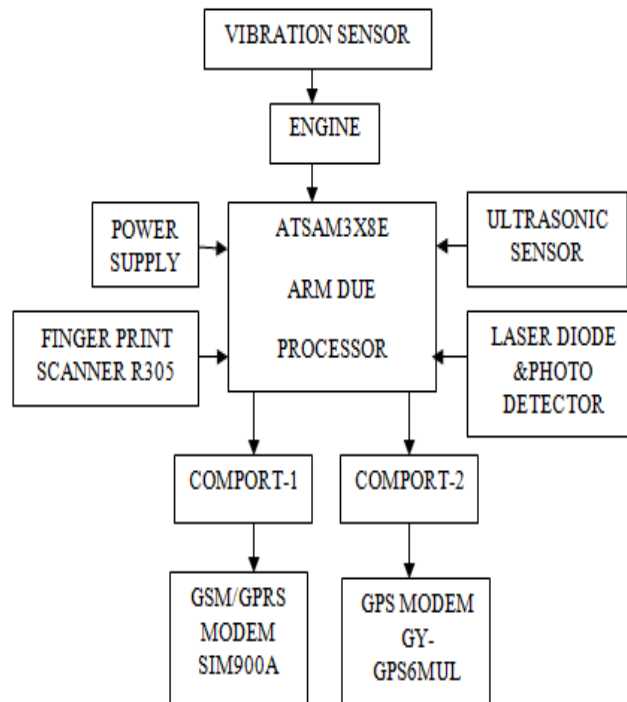 VIBRATION SENSOR
ENGINE
POWER
SUPPLY
ATSAM3X8E
ARM DUE
PROCESSOR
ULTRASONIC
SENSOR
FINGER PRINT
SCANNER R305
LASER DIODE
&PHOTO
DETECTOR
COMPORT-1
COMPORT-2
GSM/GPRS
MODEM
SIM900A
GPS MODEM
GY-
GPS6MUL